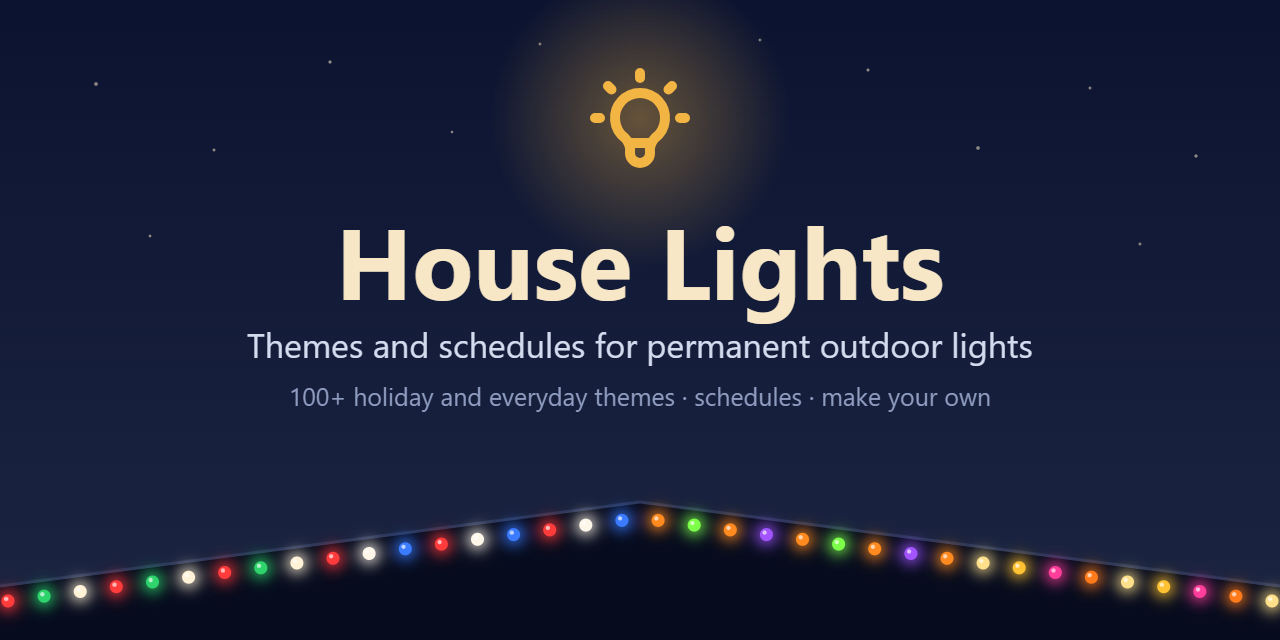 House Lights
Themes and schedules for permanent outdoor lights
100+ holiday and everyday themes · schedules · make your own